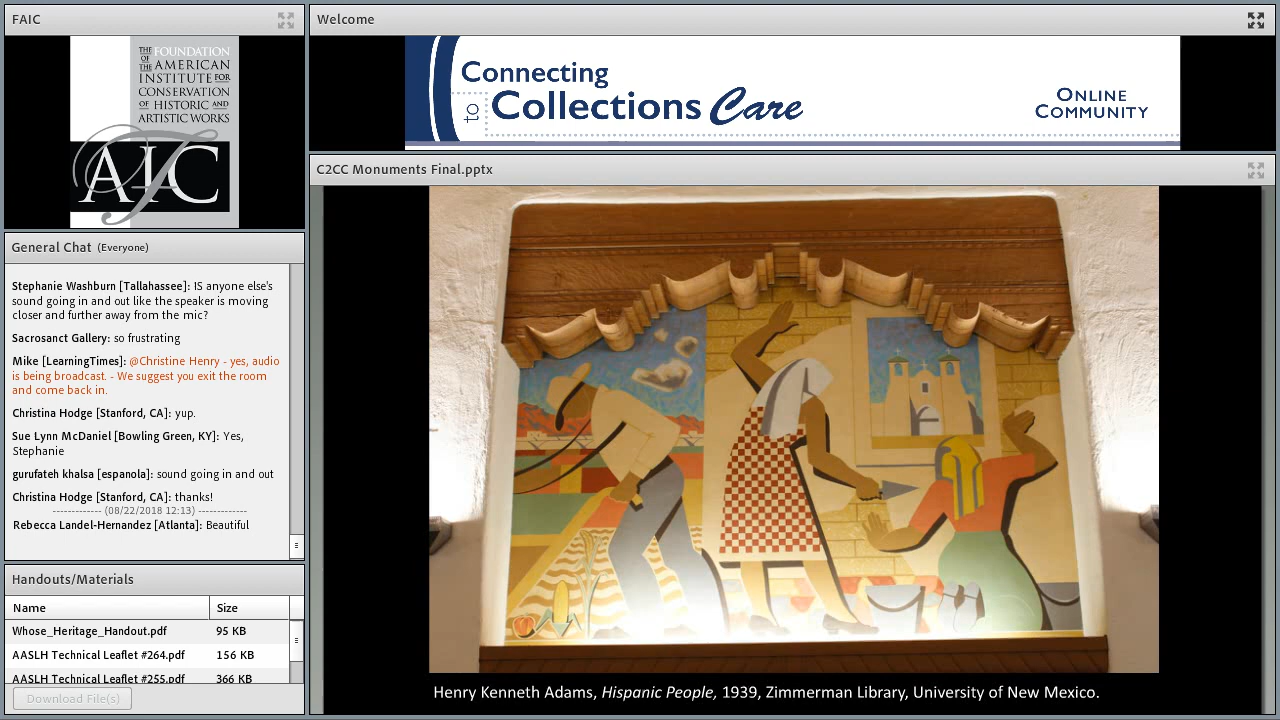 FAIC
THE FOUNDATION
OF THE AMERICAN
INSTITUTE FOR
CONSERVATION
OF HISTORIC AND
ARTISTIC WORKS
FAIC
General Chat (Everyone)
Stephanie Washburn [Tallahassee]: IS anyone else's
sound going in and out like the speaker is moving
closer and further away from the mic?
Sacrosanct Gallery: so frustrating
Mike [LearningTimes]: @Christine Henry - yes, audio
is being broadcast. - We suggest you exit the room
and come back in.
Christina Hodge [Stanford, CA]: yup.
Sue Lynn McDaniel [Bowling Green, KY]: Yes,
Stephanie
gurufateh khalsa [espanola]: sound going in and out
Christina Hodge [Stanford, CA]: thanks!
------------- (08/22/2018 12:13) -------------
Rebecca Landel-Hernandez [Atlanta]: Beautiful
Handouts/Materials
Name Size
Whose_Heritage_Handout.pdf 95 KB
AASLH Technical Leaflet #264.pdf 156 KB
AASLH Technical Leaflet #255.pdf 366 KB
Download File(s)
Welcome
Connecting
to Collections Care
ONLINE
COMMUNITY
C2CC Monuments Final.pptx
Henry Kenneth Adams, Hispanic People, 1939, Zimmerman Library, University of New Mexico.